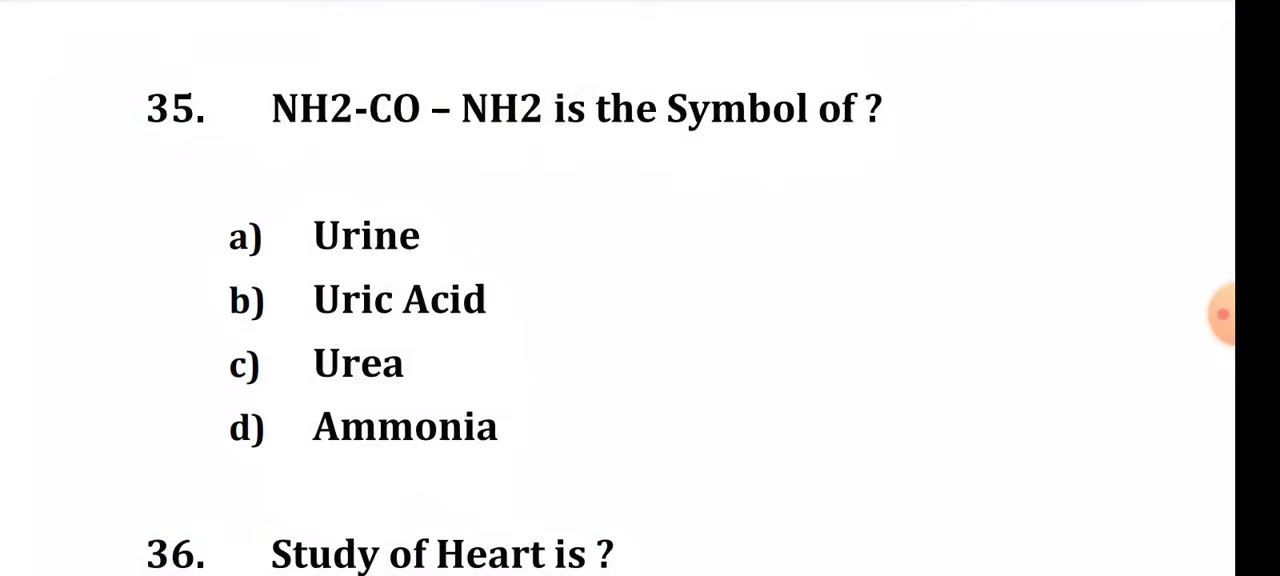 35. NH2-CO – NH2 is the Symbol of ?
a) Urine
b) Uric Acid
c) Urea
d) Ammonia
36. Study of Heart is ?